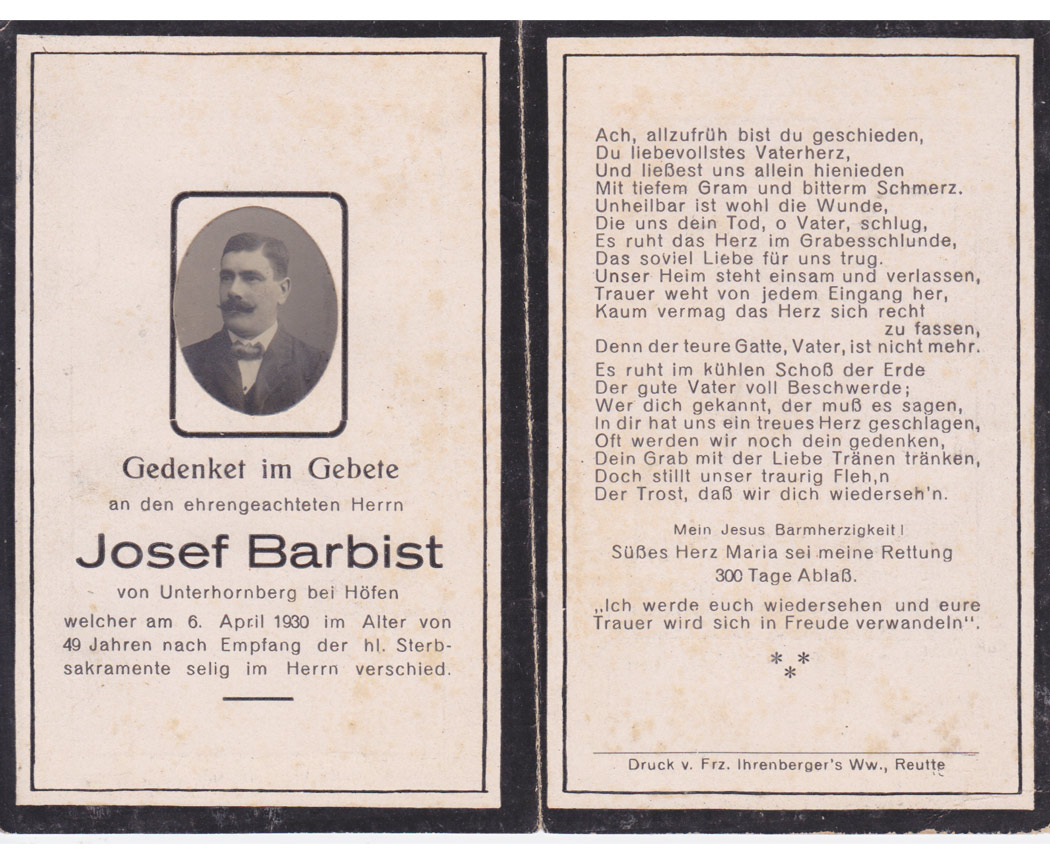 Gedenket im Gebete
an den ehrengeachteten Herrn
Josef Barbist
von Unterhornberg bei Höfen
welcher am 6. April 1930 im Alter von
49 Jahren nach Empfang der hl. Sterb-
sakramente selig im Herrn verschied.
Ach, allzufrüh bist du geschieden,
Du liebevollstes Vaterherz,
Und ließest uns allein hienieden
Mit tiefem Gram und bitterm Schmerz.
Unheilbar ist wohl die Wunde,
Die uns dein Tod, o Vater, schlug,
Es ruht das Herz im Grabesschlunde,
Das soviel Liebe für uns trug.
Unser Heim steht einsam und verlassen,
Trauer weht von jedem Eingang her,
Kaum vermag das Herz sich recht
zu fassen,
Denn der teure Gatte, Vater, ist nicht mehr.
Es ruht im kühlen Schoß der Erde
Der gute Vater voll Beschwerde;
Wer dich gekannt, der muß es sagen,
In dir hat uns ein treues Herz geschlagen,
Oft werden wir noch dein gedenken,
Dein Grab mit der Liebe Tränen tränken,
Doch stillt unser traurig Fleh,n
Der Trost, daß wir dich wiederseh'n.
Mein Jesus Barmherzigkeit!
Süßes Herz Maria sei meine Rettung
300 Tage Ablaß.
„Ich werde euch wiedersehen und eure
Trauer wird sich in Freude verwandeln".
* * *
Druck v. Frz. Ihrenberger's Ww., Reutte